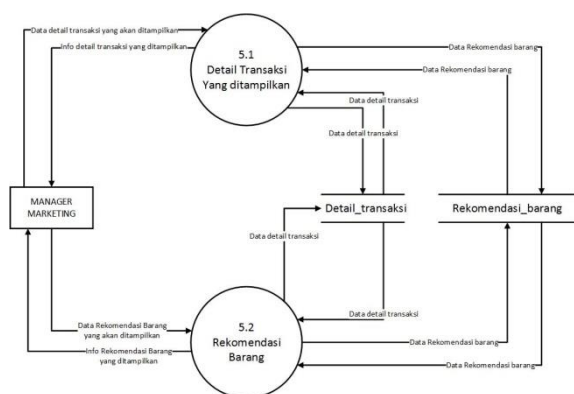 Data detail transaksi yang akan ditampilkan
Info detail transaksi yang ditampilkan
5.1
Detail Transaksi
Yang ditampilkan
Data Rekomendasi barang
Data Rekomendasi barang
Data detail transaksi
Data detail transaksi
MANAGER
MARKETING
Detail_transaksi
Rekomendasi_barang
Data detail transaksi
Data detail transaksi
Data Rekomendasi Barang
yang akan ditampilkan
Info Rekomendasi Barang
yang ditampilkan
5.2
Rekomendasi
Barang
Data Rekomendasi barang
Data Rekomendasi barang